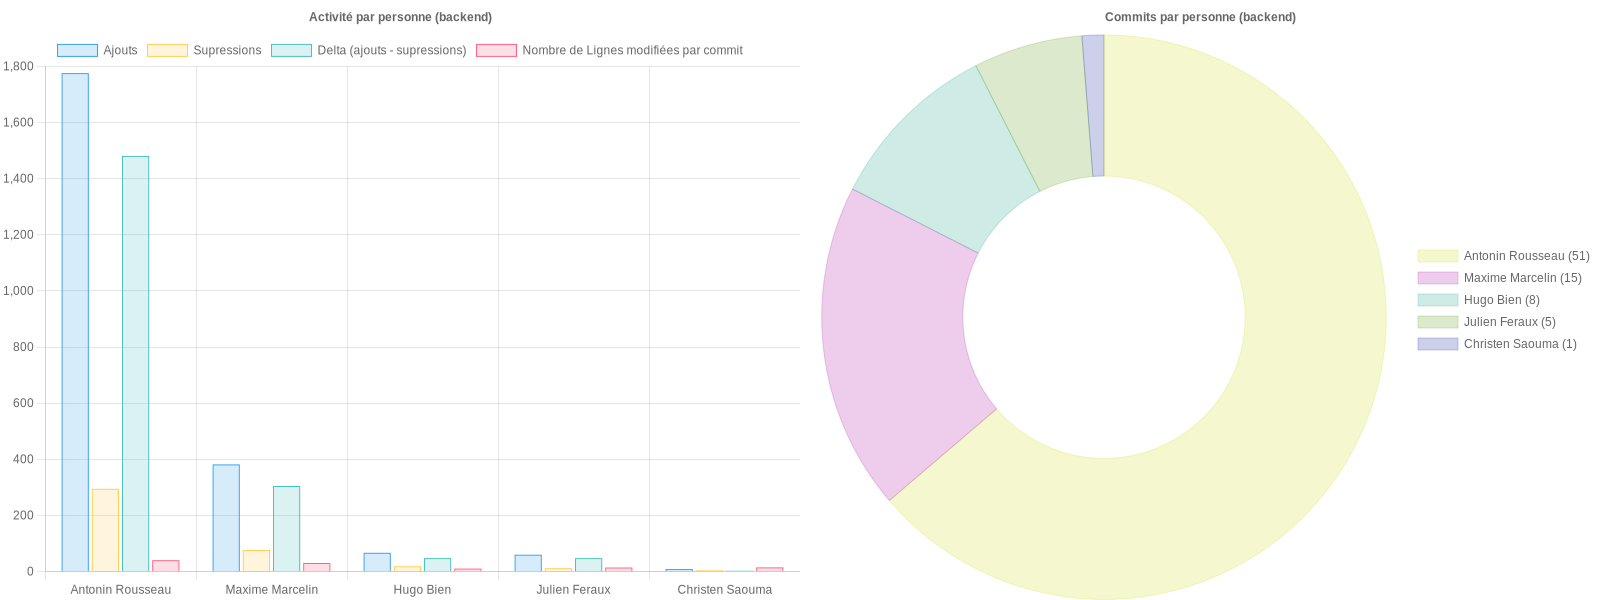 Activité par personne (backend)
Ajouts
Supressions
Delta (ajouts - supressions)
Nombre de Lignes modifiées par commit
1,800
1,600
1,400
1,200
1,000
800
600
400
200
0
Antonin Rousseau
Maxime Marcelin
Hugo Bien
Julien Feraux
Christen Saouma
Commits par personne (backend)
Antonin Rousseau (51)
Maxime Marcelin (15)
Hugo Bien (8)
Julien Feraux (5)
Christen Saouma (1)